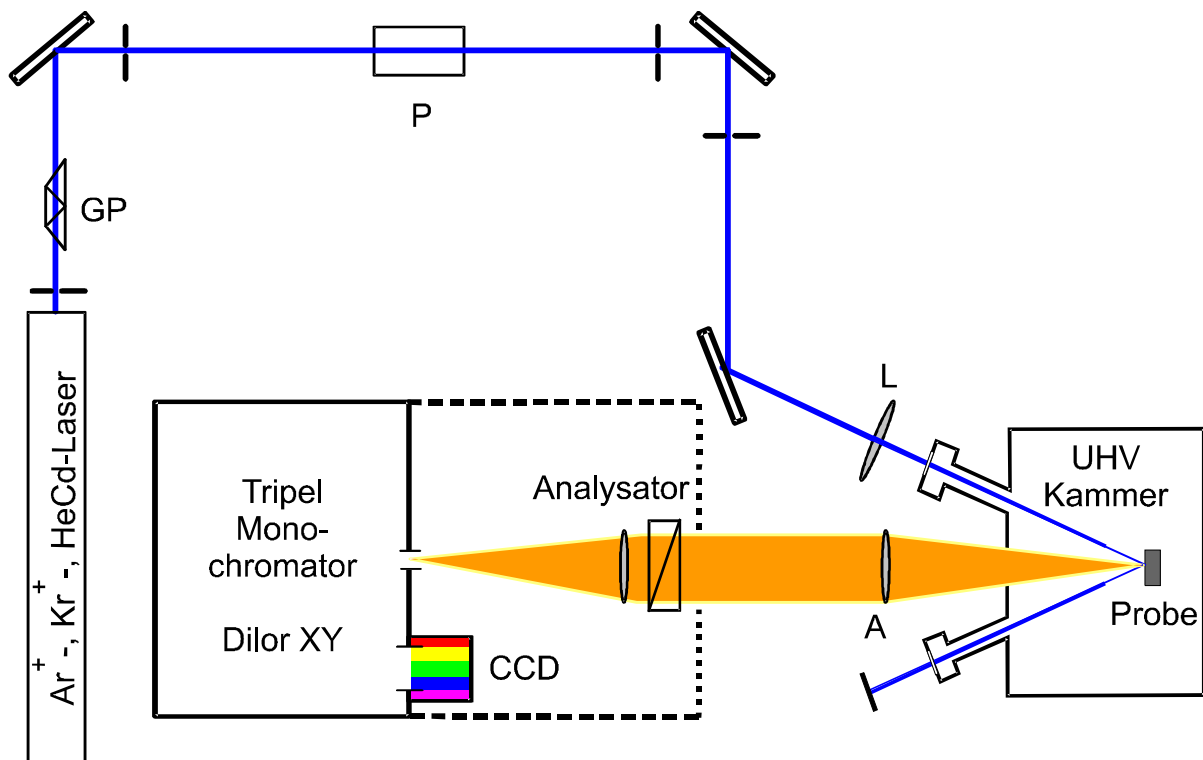 P
GP
L
UHV
Kammer
Analysator
Tripel
Mono-
chromator
Dilor XY
Ar⁺-, Kr⁺-, HeCd-Laser
A
Probe
CCD